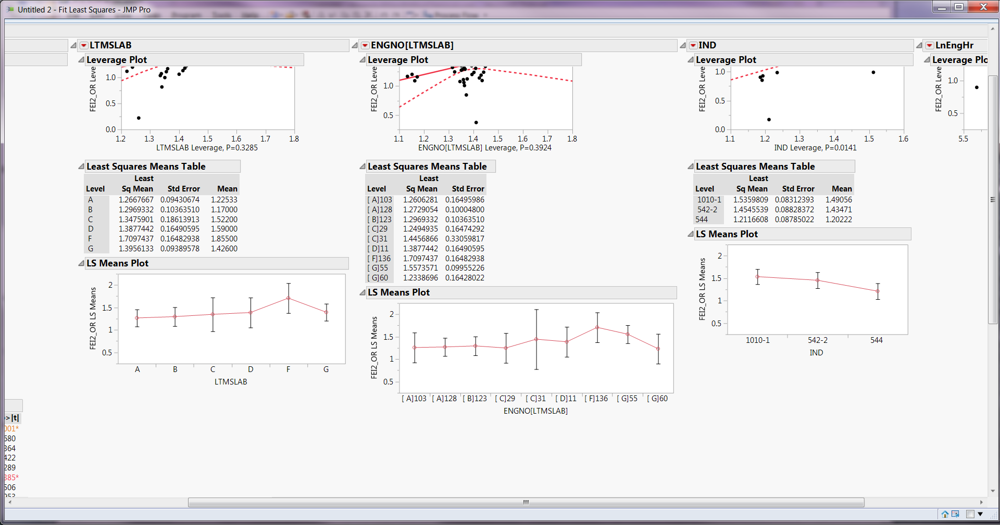 Untitled 2 - Fit Least Squares - JMP Pro
LTMSLAB
Leverage Plot
FEI2_OR Leve
1.0
0.5
0.0
1.2 1.3 1.4 1.5 1.6 1.7 1.8
LTMSLAB Leverage, P=0.3285
Least Squares Means Table
Least
Level Sq Mean Std Error Mean
A 1.2667667 0.09430674 1.22533
B 1.2969332 0.10363510 1.17000
C 1.3475901 0.18613913 1.52200
D 1.3877442 0.16490595 1.59000
F 1.7097437 0.16482938 1.85500
G 1.3956133 0.09389578 1.42600
LS Means Plot
FEI2_OR LS Means
2
1.5
1
0.5
A B C D F G
LTMSLAB
ENGNO[LTMSLAB]
Leverage Plot
FEI2_OR Leve
1.0
0.5
1.1 1.2 1.3 1.4 1.5 1.6 1.7 1.8
ENGNO[LTMSLAB] Leverage, P=0.3924
Least Squares Means Table
Least
Level Sq Mean Std Error
[ A]103 1.2606281 0.16495986
[ A]128 1.2729054 0.10004800
[ B]123 1.2969332 0.10363510
[ C]29 1.2494935 0.16474292
[ C]31 1.4456866 0.33059817
[ D]11 1.3877442 0.16490595
[ F]136 1.7097437 0.16482938
[ G]55 1.5573571 0.09955226
[ G]60 1.2338696 0.16428022
LS Means Plot
FEI2_OR LS Means
2
1.5
1
0.5
[ A]103 [ A]128 [ B]123 [ C]29 [ C]31 [ D]11 [ F]136 [ G]55 [ G]60
ENGNO[LTMSLAB]
IND
Leverage Plot
FEI2_OR Leve
1.0
0.5
0.0
1.1 1.2 1.3 1.4 1.5 1.6
IND Leverage, P=0.0141
Least Squares Means Table
Least
Level Sq Mean Std Error Mean
1010-1 1.5359809 0.08312393 1.49056
542-2 1.4545539 0.08828372 1.43471
544 1.2116608 0.08785022 1.20222
LS Means Plot
FEI2_OR LS Means
2
1.5
1
0.5
1010-1 542-2 544
IND
LnEngHr
Leverage Plo
FEI2_OR Leve
1.0
0.5
5.5
>|t|
001*
680
364
422
289
385*
506